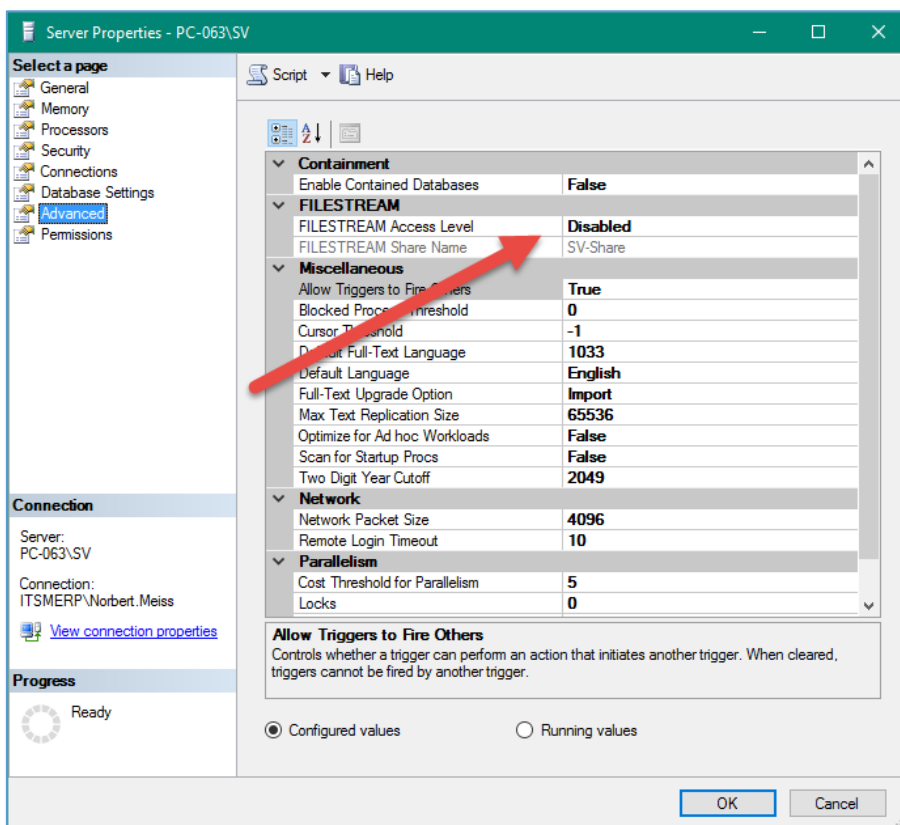 Server Properties - PC-063\SV
Select a page
General
Memory
Processors
Security
Connections
Database Settings
Advanced
Permissions
Connection
Server:
PC-063\SV
Connection:
ITSMERP\Norbert.Meiss
View connection properties
Progress
Ready
Script Help
Containment
Enable Contained Databases False
FILESTREAM
FILESTREAM Access Level Disabled
FILESTREAM Share Name SV-Share
Miscellaneous
Allow Triggers to Fire Others True
Blocked Process Threshold 0
Cursor Threshold -1
Default Full-Text Language 1033
Default Language English
Full-Text Upgrade Option Import
Max Text Replication Size 65536
Optimize for Ad hoc Workloads False
Scan for Startup Procs False
Two Digit Year Cutoff 2049
Network
Network Packet Size 4096
Remote Login Timeout 10
Parallelism
Cost Threshold for Parallelism 5
Locks 0
Allow Triggers to Fire Others
Controls whether a trigger can perform an action that initiates another trigger. When cleared,
triggers cannot be fired by another trigger.
Configured values Running values
OK Cancel